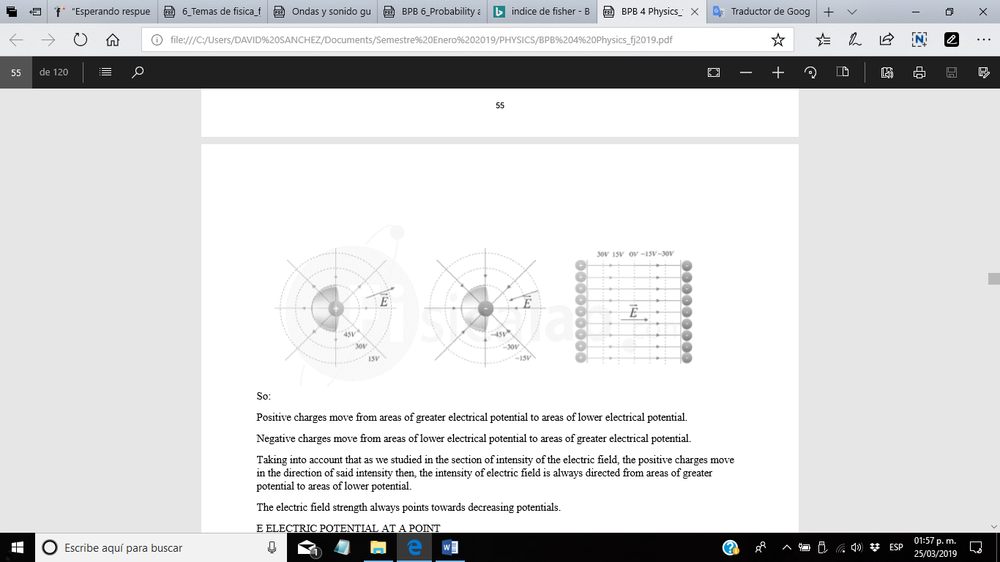 "Esperando respue
6_Temas de fisica_f
Ondas y sonido gu
BPB 6_Probability a
indice de fisher - B
BPB 4 Physics_
Traductor de Goog
file:///C:/Users/DAVID%20SANCHEZ/Documents/Semestre%20Enero%202019/PHYSICS/BPB%204%20Physics_fj2019.pdf
55 de 120
55
30V 15V 0V -15V -30V
E
E
E
+
-
45V
30V
15V
-45V
-30V
-15V
fisicalab
So:
Positive charges move from areas of greater electrical potential to areas of lower electrical potential.
Negative charges move from areas of lower electrical potential to areas of greater electrical potential.
Taking into account that as we studied in the section of intensity of the electric field, the positive charges move
in the direction of said intensity then, the intensity of electric field is always directed from areas of greater
potential to areas of lower potential.
The electric field strength always points towards decreasing potentials.
E ELECTRIC POTENTIAL AT A POINT
Escribe aquí para buscar
1
ESP
01:57 p. m.
25/03/2019